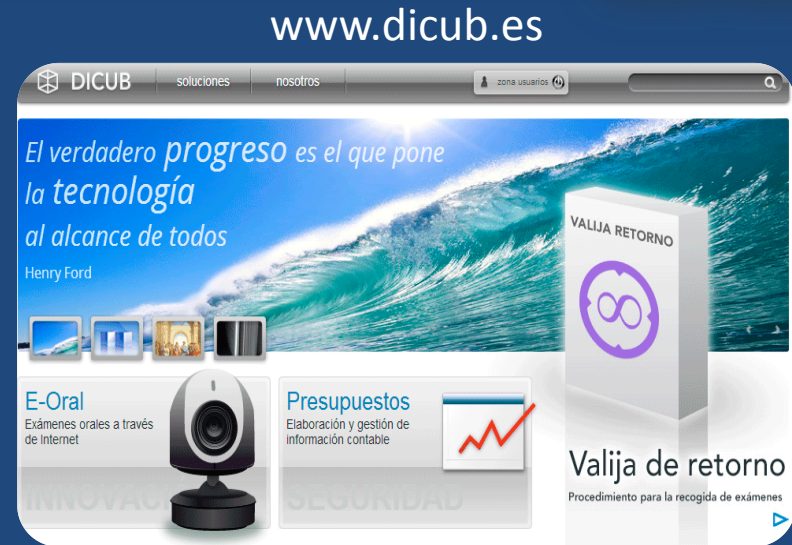 www.dicub.es
DICUB
soluciones
nosotros
zona usuarios
El verdadero progreso es el que pone
la tecnología
al alcance de todos
Henry Ford
VALIJA RETORNO
E-Oral
Exámenes orales a través
de Internet
Presupuestos
Elaboración y gestión de
información contable
SEGURIDAD
Valija de retorno
Procedimiento para la recogida de exámenes